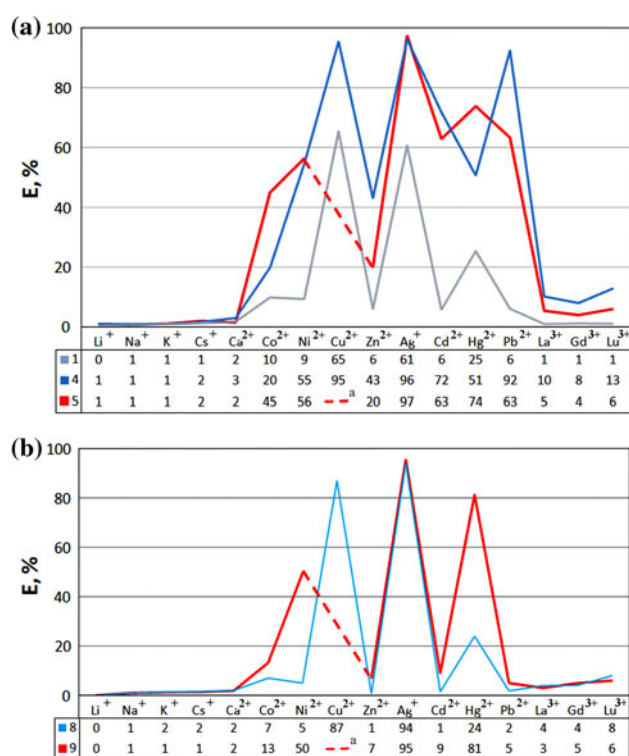 (a)
100
80
60
40
20
0
E, %
Li+ Na+ K+ Cs+ Ca2+ Co2+ Ni2+ Cu2+ Zn2+ Ag+ Cd2+ Hg2+ Pb2+ La3+ Gd3+ Lu3+
1 0 1 1 1 2 10 9 65 6 61 6 25 6 1 1 1
4 1 1 1 2 3 20 55 95 43 96 72 51 92 10 8 13
5 1 1 1 2 2 45 56 a 20 97 63 74 63 5 4 6
(b)
100
80
60
40
20
0
E, %
Li+ Na+ K+ Cs+ Ca2+ Co2+ Ni2+ Cu2+ Zn2+ Ag+ Cd2+ Hg2+ Pb2+ La3+ Gd3+ Lu3+
8 0 1 2 2 2 7 5 87 1 94 1 24 2 4 4 8
9 0 1 1 1 2 13 50 a 7 95 9 81 5 3 5 6